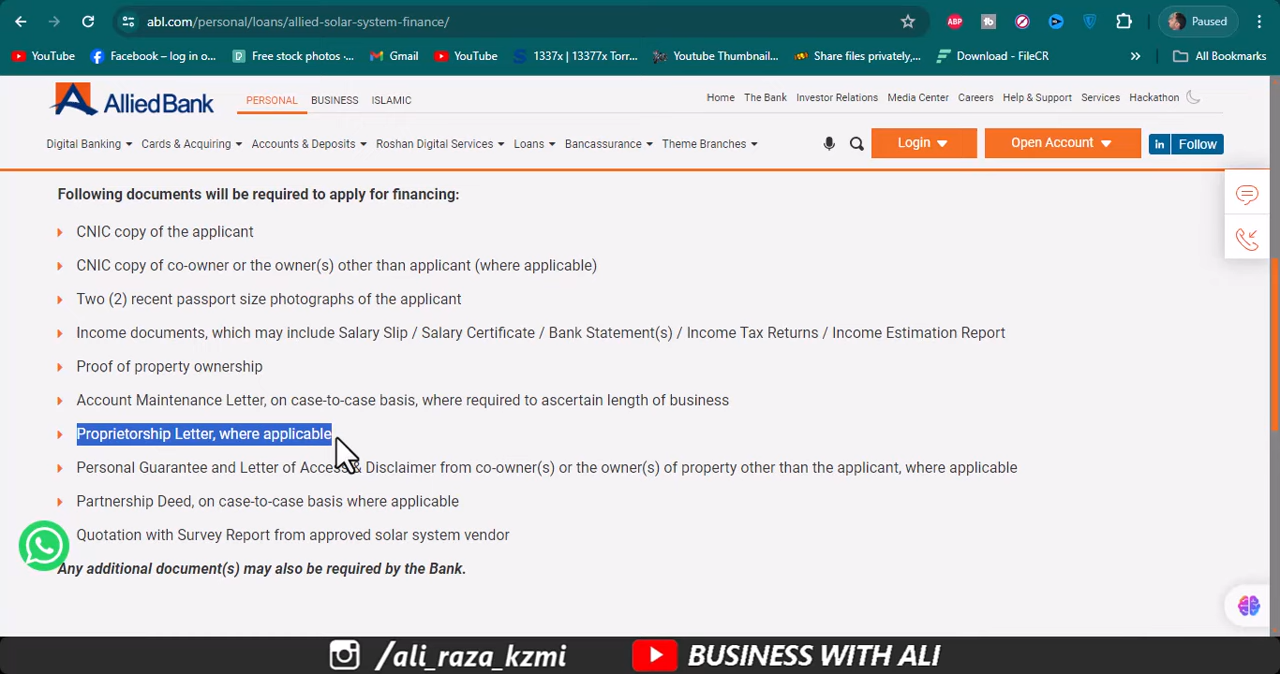 abl.com/personal/loans/allied-solar-system-finance/
ABP
Paused
YouTube
Facebook – log in o...
Free stock photos ·...
Gmail
YouTube
1337x | 13377x Torr...
Youtube Thumbnail...
Share files privately,...
Download - FileCR
»
All Bookmarks
Allied Bank
PERSONAL
BUSINESS
ISLAMIC
Home
The Bank
Investor Relations
Media Center
Careers
Help & Support
Services
Hackathon
Digital Banking
Cards & Acquiring
Accounts & Deposits
Roshan Digital Services
Loans
Bancassurance
Theme Branches
Login
Open Account
in Follow
Following documents will be required to apply for financing:
CNIC copy of the applicant
CNIC copy of co-owner or the owner(s) other than applicant (where applicable)
Two (2) recent passport size photographs of the applicant
Income documents, which may include Salary Slip / Salary Certificate / Bank Statement(s) / Income Tax Returns / Income Estimation Report
Proof of property ownership
Account Maintenance Letter, on case-to-case basis, where required to ascertain length of business
Proprietorship Letter, where applicable
Personal Guarantee and Letter of Access & Disclaimer from co-owner(s) or the owner(s) of property other than the applicant, where applicable
Partnership Deed, on case-to-case basis where applicable
Quotation with Survey Report from approved solar system vendor
Any additional document(s) may also be required by the Bank.
/ali_raza_kzmi
BUSINESS WITH ALI